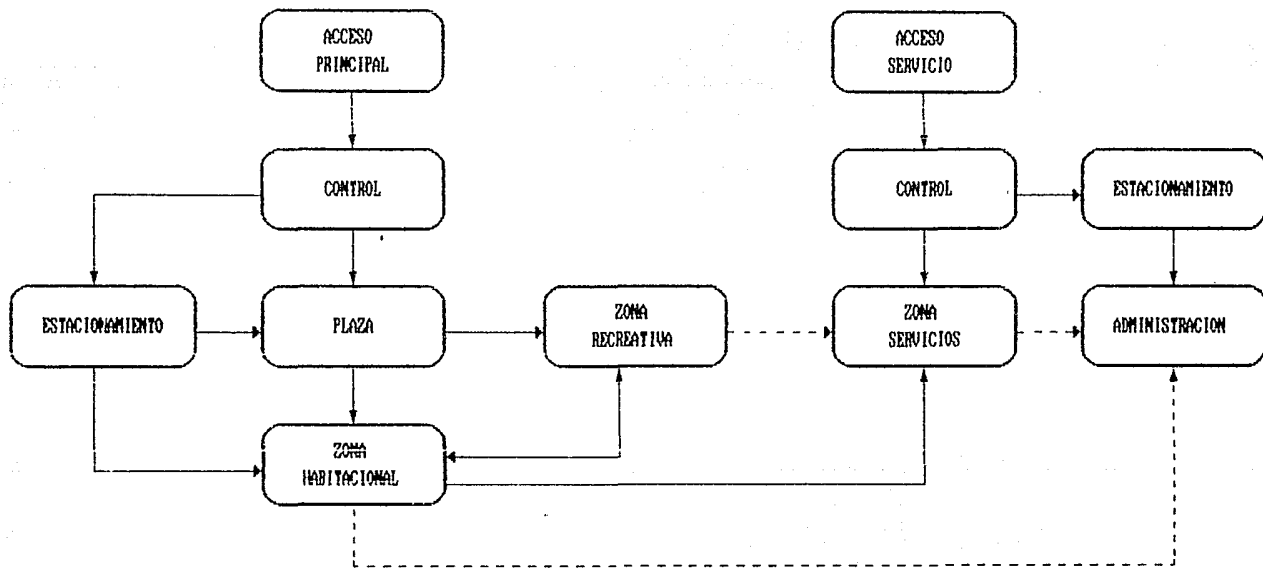 ACCESO
PRINCIPAL
ACCESO
SERVICIO
CONTROL
CONTROL
ESTACIONAMIENTO
ESTACIONAMIENTO
PLAZA
ZONA
RECREATIVA
ZONA
SERVICIOS
ADMINISTRACION
ZONA
HABITACIONAL